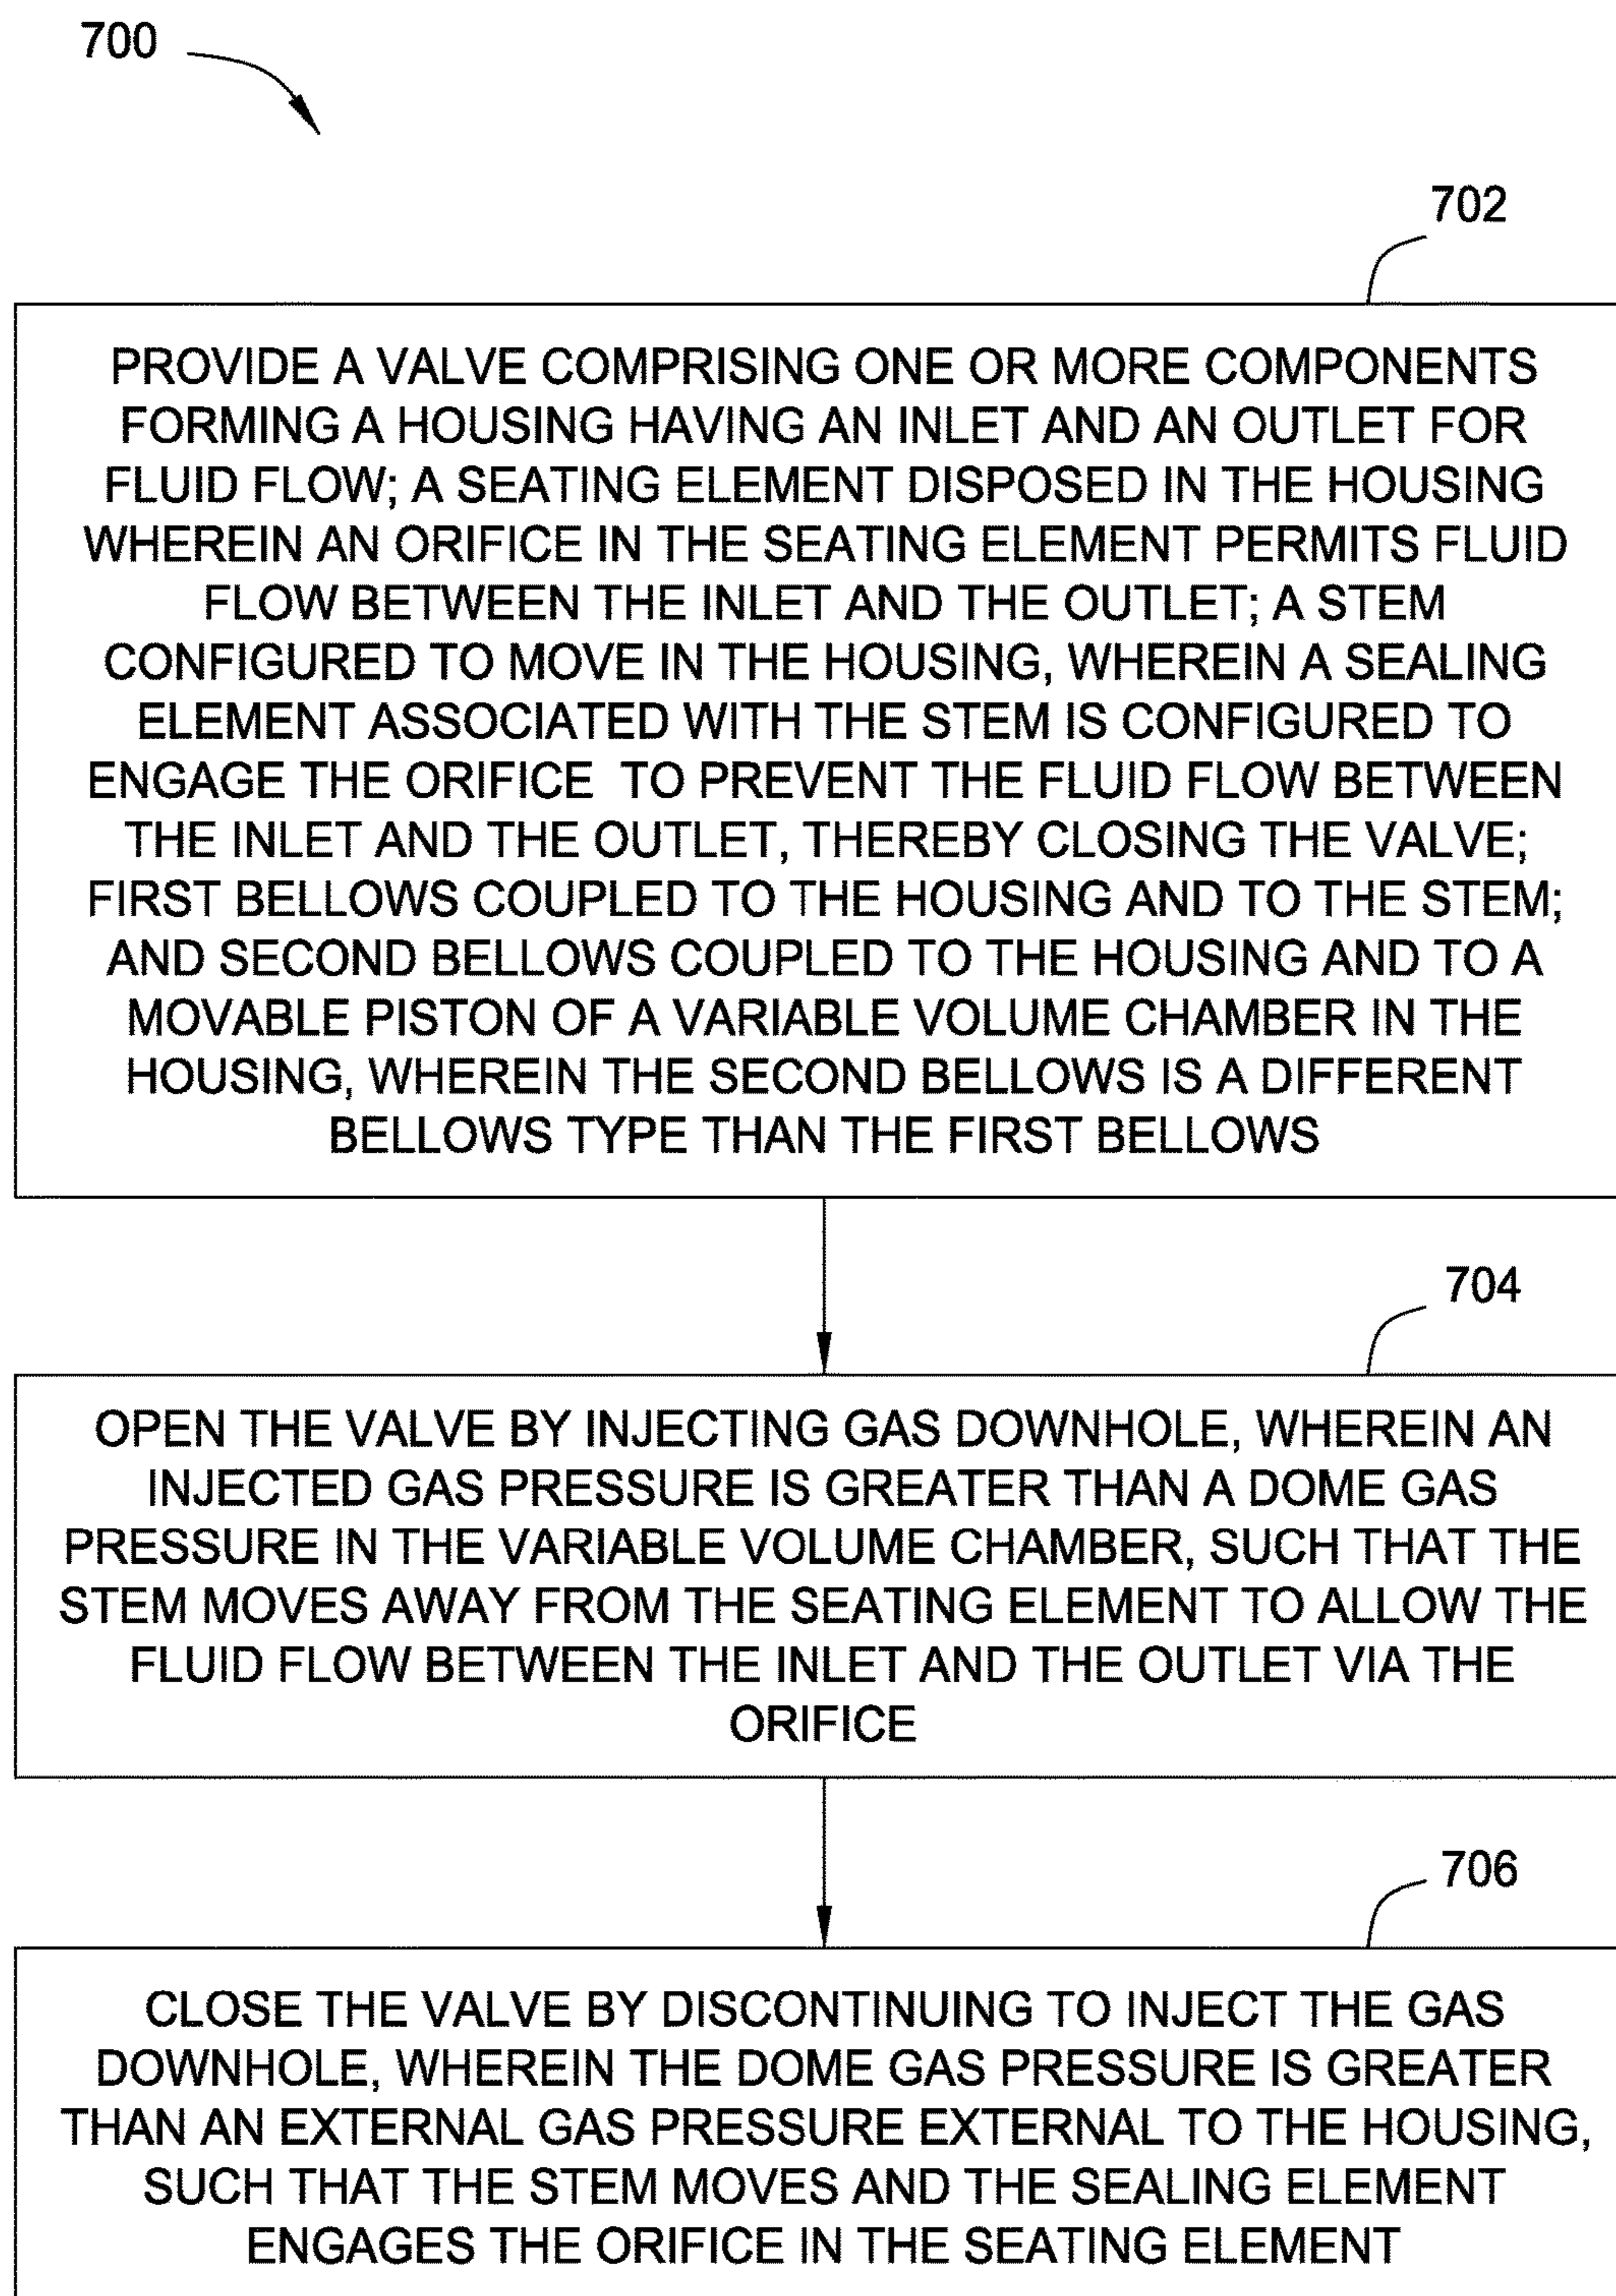 700
702
PROVIDE A VALVE COMPRISING ONE OR MORE COMPONENTS
FORMING A HOUSING HAVING AN INLET AND AN OUTLET FOR
FLUID FLOW; A SEATING ELEMENT DISPOSED IN THE HOUSING
WHEREIN AN ORIFICE IN THE SEATING ELEMENT PERMITS FLUID
FLOW BETWEEN THE INLET AND THE OUTLET; A STEM
CONFIGURED TO MOVE IN THE HOUSING, WHEREIN A SEALING
ELEMENT ASSOCIATED WITH THE STEM IS CONFIGURED TO
ENGAGE THE ORIFICE TO PREVENT THE FLUID FLOW BETWEEN
THE INLET AND THE OUTLET, THEREBY CLOSING THE VALVE;
FIRST BELLOWS COUPLED TO THE HOUSING AND TO THE STEM;
AND SECOND BELLOWS COUPLED TO THE HOUSING AND TO A
MOVABLE PISTON OF A VARIABLE VOLUME CHAMBER IN THE
HOUSING, WHEREIN THE SECOND BELLOWS IS A DIFFERENT
BELLOWS TYPE THAN THE FIRST BELLOWS
704
OPEN THE VALVE BY INJECTING GAS DOWNHOLE, WHEREIN AN
INJECTED GAS PRESSURE IS GREATER THAN A DOME GAS
PRESSURE IN THE VARIABLE VOLUME CHAMBER, SUCH THAT THE
STEM MOVES AWAY FROM THE SEATING ELEMENT TO ALLOW THE
FLUID FLOW BETWEEN THE INLET AND THE OUTLET VIA THE
ORIFICE
706
CLOSE THE VALVE BY DISCONTINUING TO INJECT THE GAS
DOWNHOLE, WHEREIN THE DOME GAS PRESSURE IS GREATER
THAN AN EXTERNAL GAS PRESSURE EXTERNAL TO THE HOUSING,
SUCH THAT THE STEM MOVES AND THE SEALING ELEMENT
ENGAGES THE ORIFICE IN THE SEATING ELEMENT